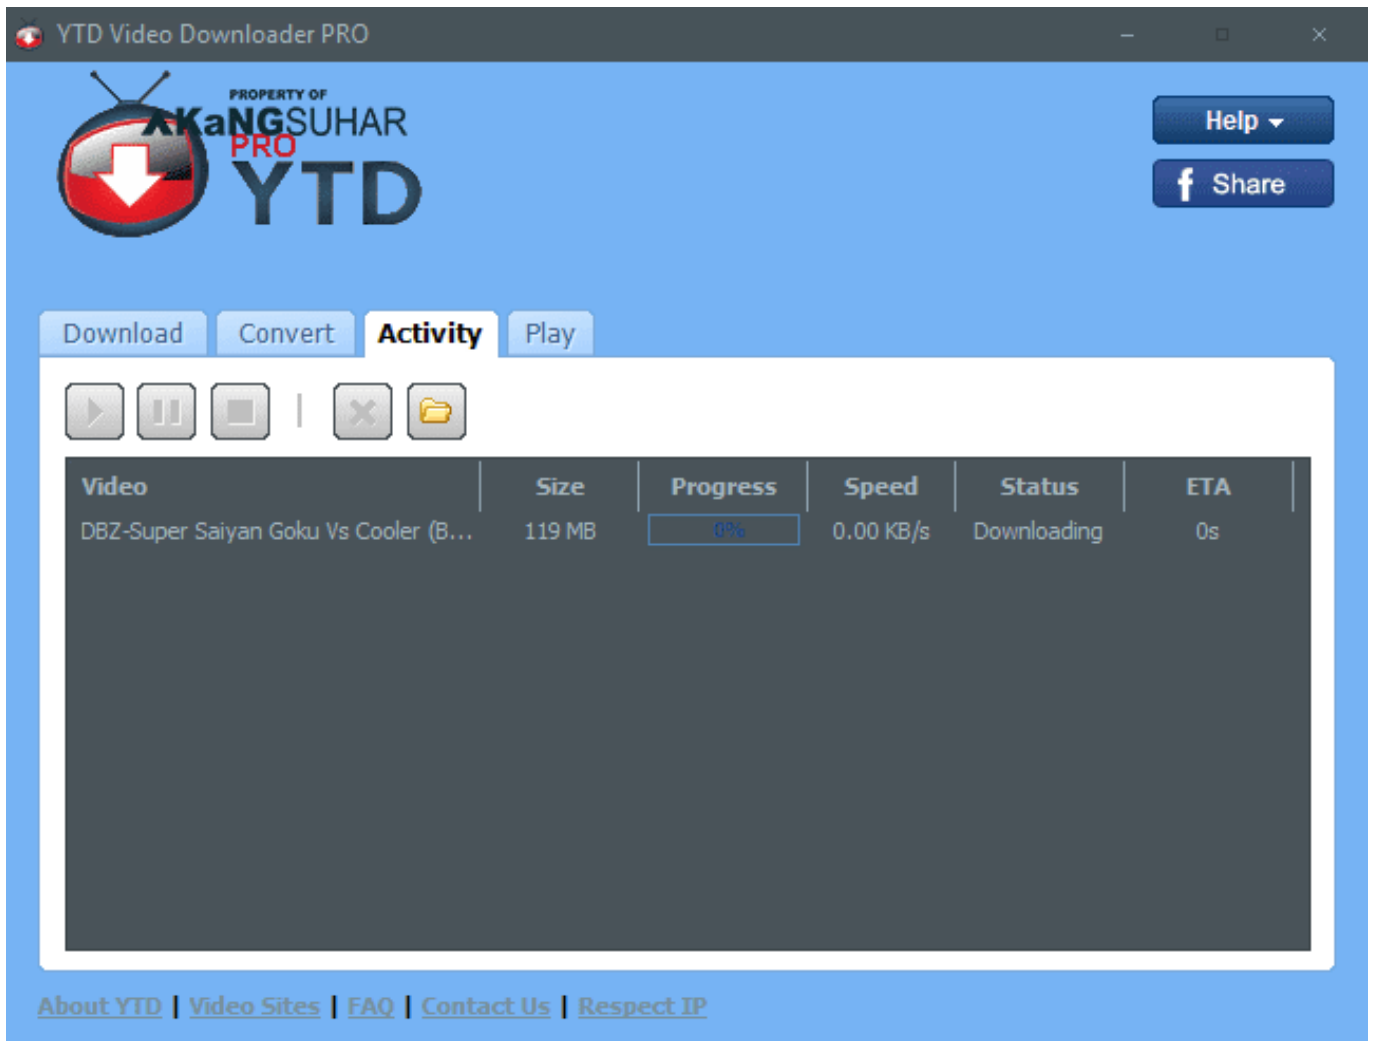 YTD Video Downloader PRO
PROPERTY OF
AKaNGSUHAR
PRO
YTD
Help
f Share
Download Convert Activity Play
Video Size Progress Speed Status ETA
DBZ-Super Saiyan Goku Vs Cooler (B... 119 MB 0% 0.00 KB/s Downloading 0s
About YTD | Video Sites | FAQ | Contact Us | Respect IP